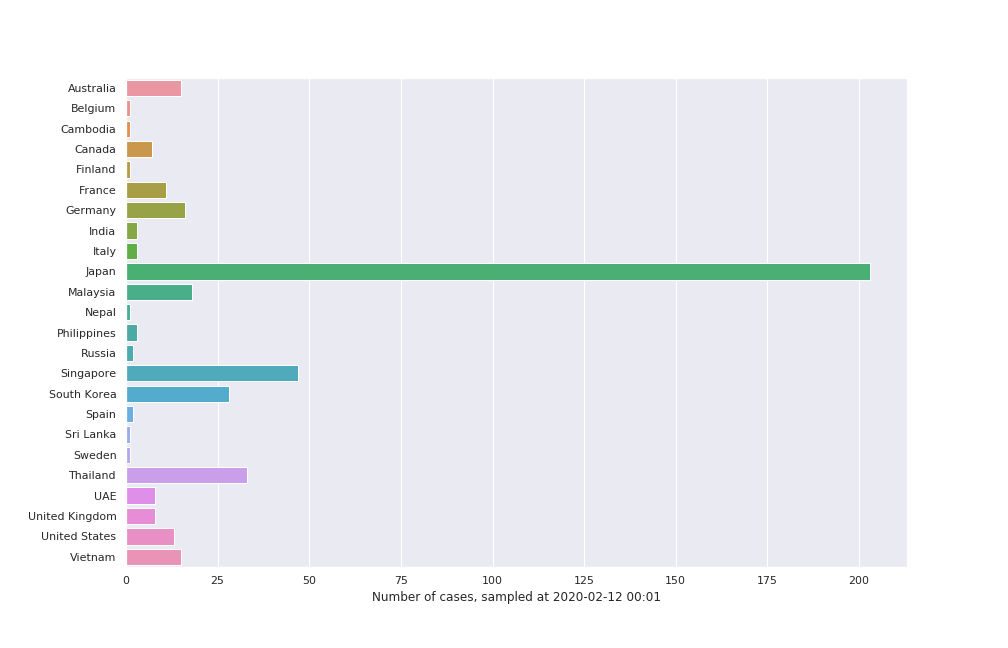 Australia
Belgium
Cambodia
Canada
Finland
France
Germany
India
Italy
Japan
Malaysia
Nepal
Philippines
Russia
Singapore
South Korea
Spain
Sri Lanka
Sweden
Thailand
UAE
United Kingdom
United States
Vietnam
0 25 50 75 100 125 150 175 200
Number of cases, sampled at 2020-02-12 00:01